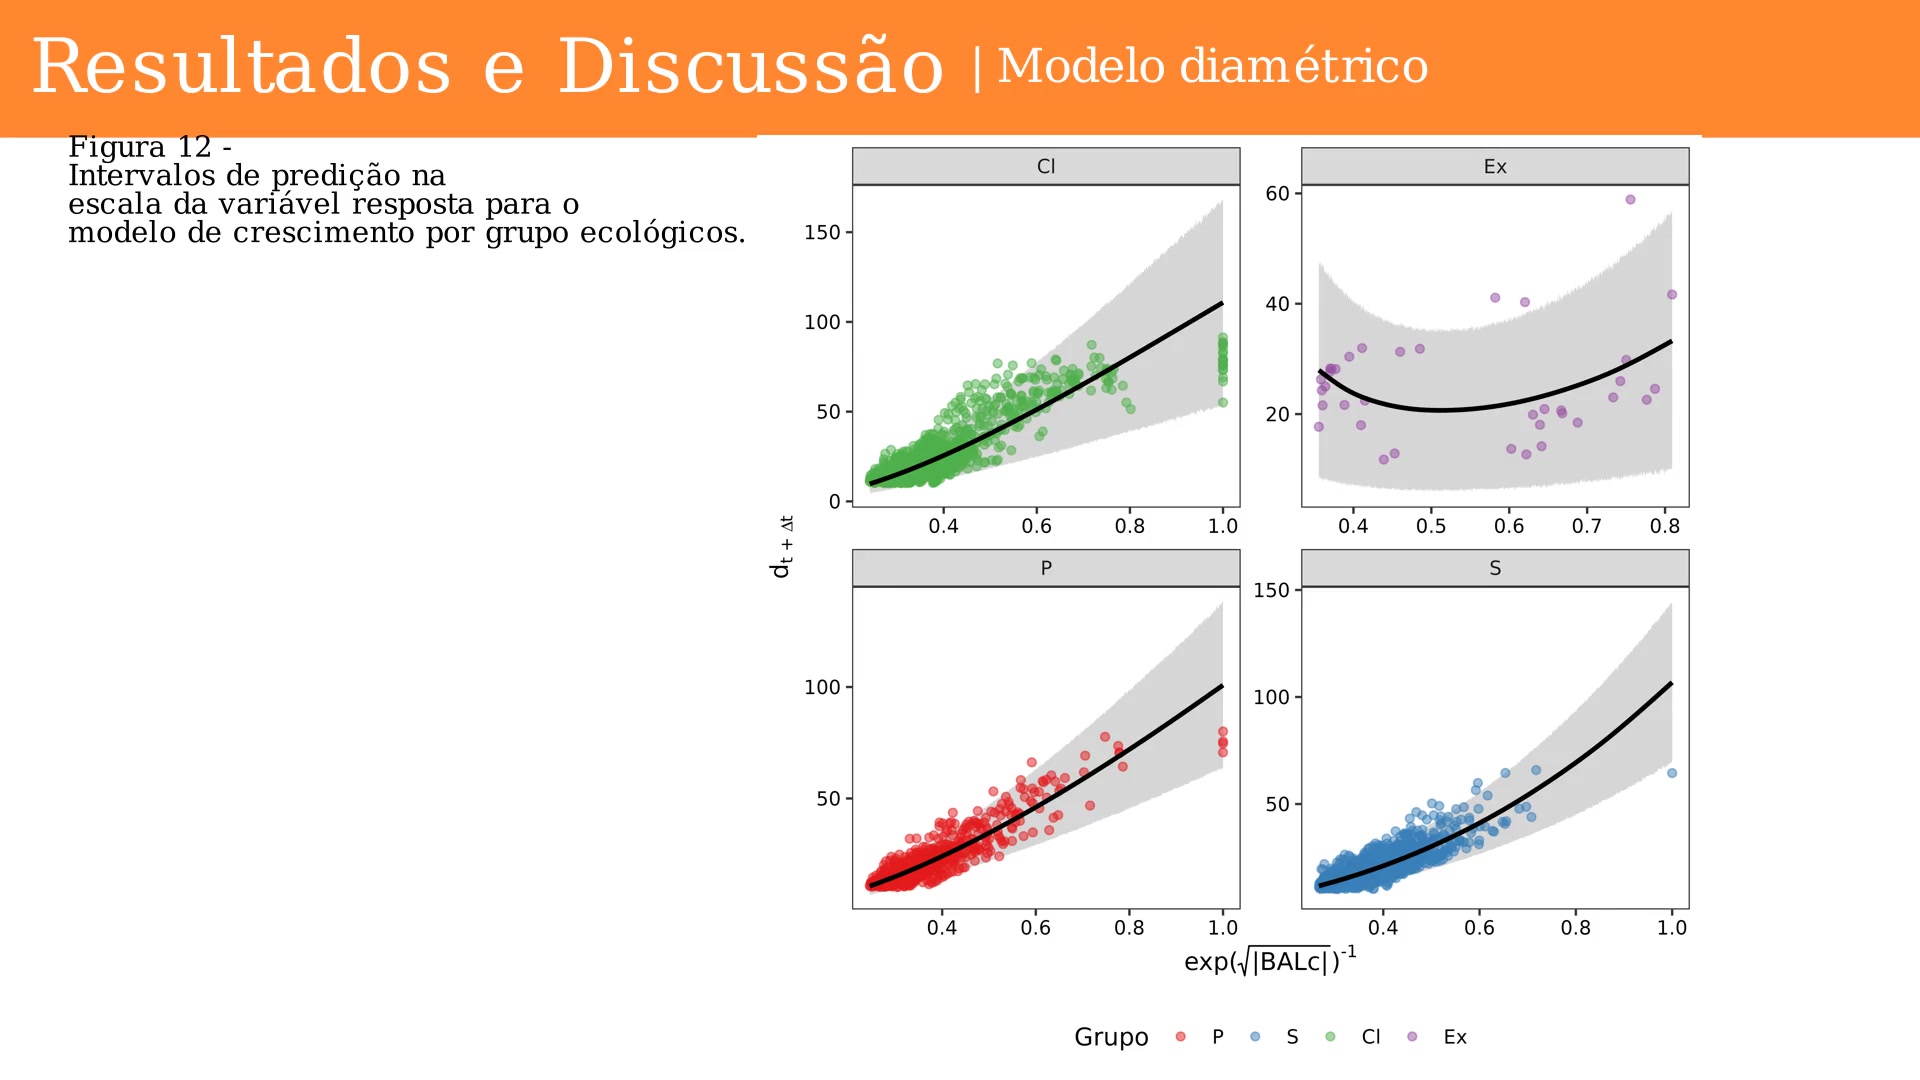 Resultados e Discussão | Modelo diamétrico
Figura 12 -
Intervalos de predição na
escala da variável resposta para o
modelo de crescimento por grupo ecológicos.
Cl
Ex
150
100
50
0
60
40
20
0.4 0.6 0.8 1.0
0.4 0.5 0.6 0.7 0.8
d t + Δt
P
S
100
50
150
100
50
0.4 0.6 0.8 1.0
0.4 0.6 0.8 1.0
exp(√|BALc|)⁻¹
Grupo P S Cl Ex